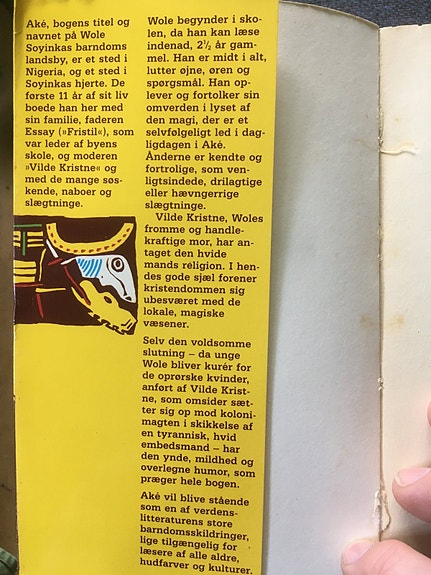 Aké, bogens titel og
navnet på Wole
Soyinkas barndoms
landsby, er et sted i
Nigeria, og et sted i
Soyinkas hjerte. De
første 11 år af sit liv
boede han her med
sin familie, faderen
Essay (»Fristil«), som
var leder af byens
skole, og moderen
»Vilde Kristne« og
med de mange søs-
kende, naboer og
slægtninge.
Wole begynder i sko-
len, da han kan læse
indenad, 2½ år gam-
mel. Han er midt i alt,
lutter øjne, øren og
spørgsmål. Han op-
lever og fortolker sin
omverden i lyset af
den magi, der er et
selvfølgeligt led i dag-
ligdagen i Aké.
Ånderne er kendte og
fortrolige, som ven-
ligtsindede, drilagtige
eller hævngerrige
slægtninge.
Vilde Kristne, Woles
fromme og handle-
kraftige mor, har an-
taget den hvide
mands religion. I hen-
des gode sjæl forener
kristendommen sig
ubesværet med de
lokale, magiske
væsener.
Selv den voldsomme
slutning – da unge
Wole bliver kurér for
de oprørske kvinder,
anført af Vilde Krist-
ne, som omsider sæt-
ter sig op mod koloni-
magten i skikkelse af
en tyrannisk, hvid
embedsmand – har
den ynde, mildhed og
overlegne humor, som
præger hele bogen.
Aké vil blive stående
som en af verdens-
litteraturens store
barndomsskildringer,
lige tilgængelig for
læsere af alle aldre,
hudfarver og kulturer.